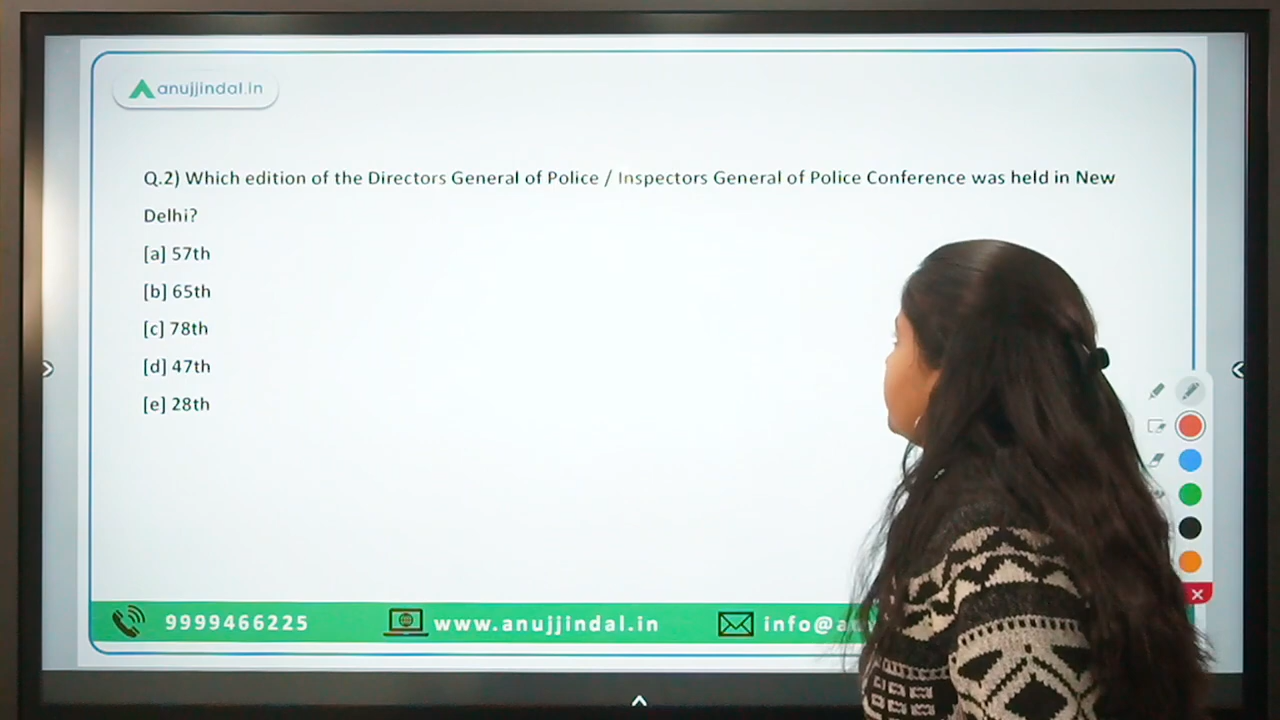 anujjindal.in
Q.2) Which edition of the Directors General of Police / Inspectors General of Police Conference was held in New
Delhi?
[a] 57th
[b] 65th
[c] 78th
[d] 47th
[e] 28th
9999466225 www.anujjindal.in